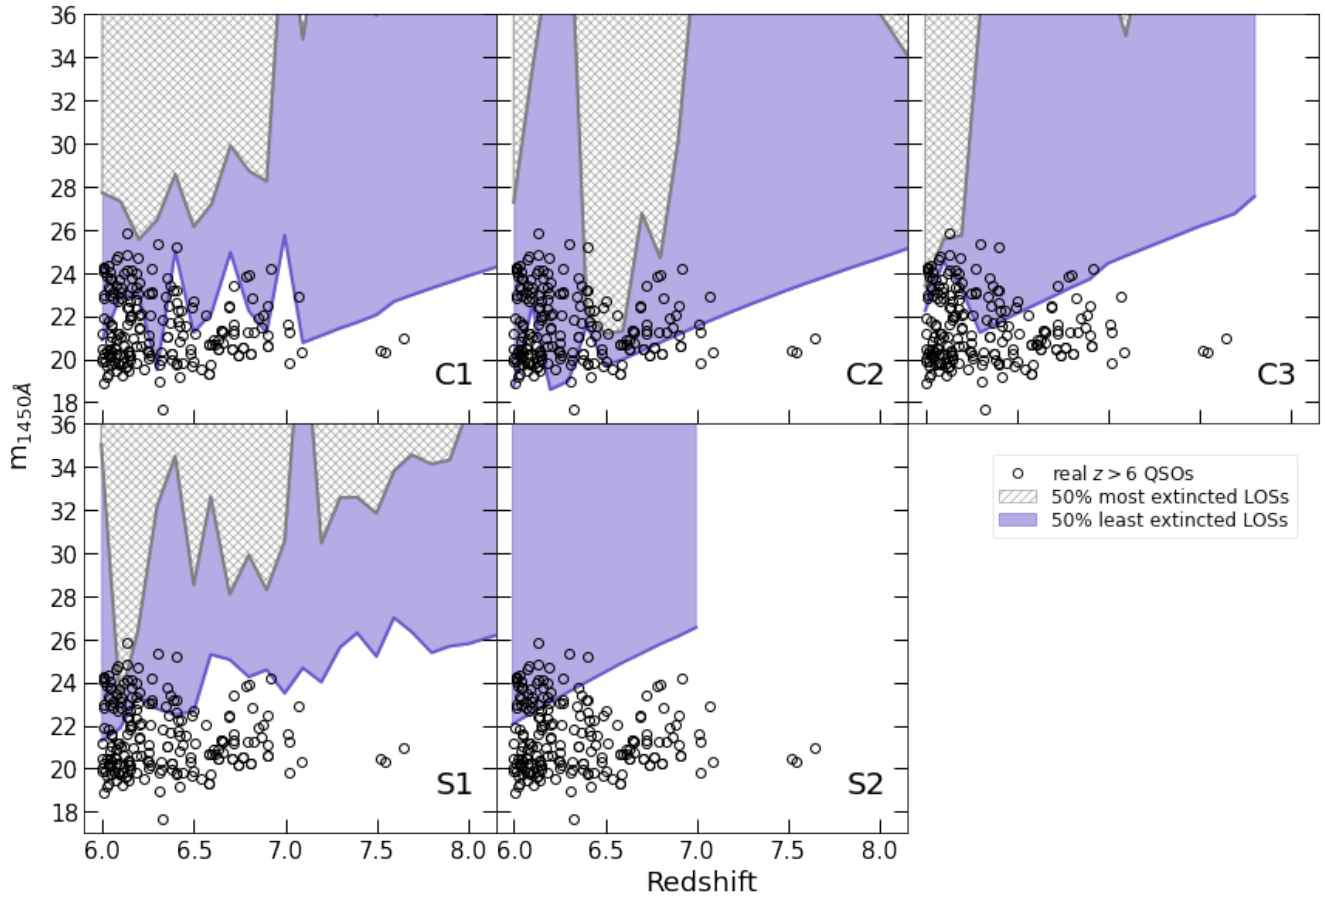 36
34
32
30
28
26
24
22
20
18
C1
C2
C3
36
34
32
30
28
26
24
22
20
18
S1
S2
m1450Å
real z > 6 QSOs
50% most extincted LOSs
50% least extincted LOSs
6.0 6.5 7.0 7.5 8.0 6.0 6.5 7.0 7.5 8.0
Redshift